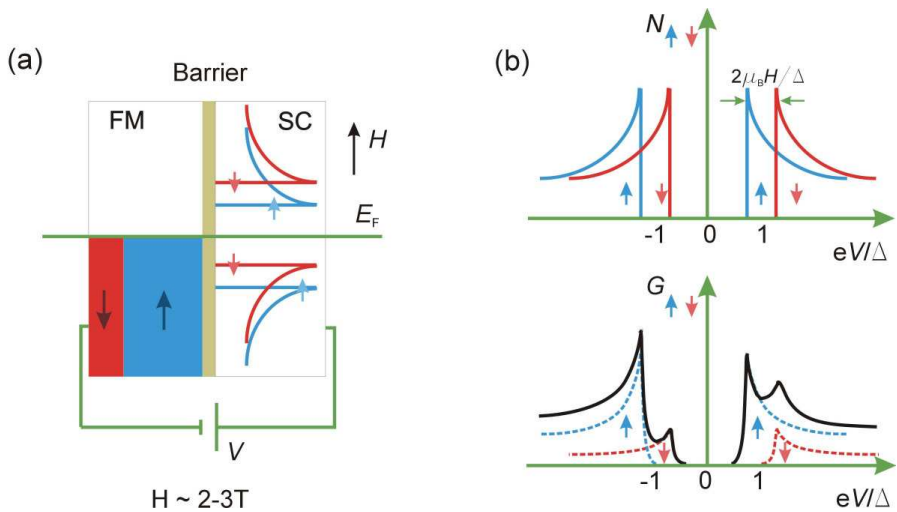 (a)
Barrier
FM
SC
H
E_F
V
H ~ 2-3T
(b)
N
2μ_BH/Δ
-1
0
1
eV/Δ
G
-1
0
1
eV/Δ